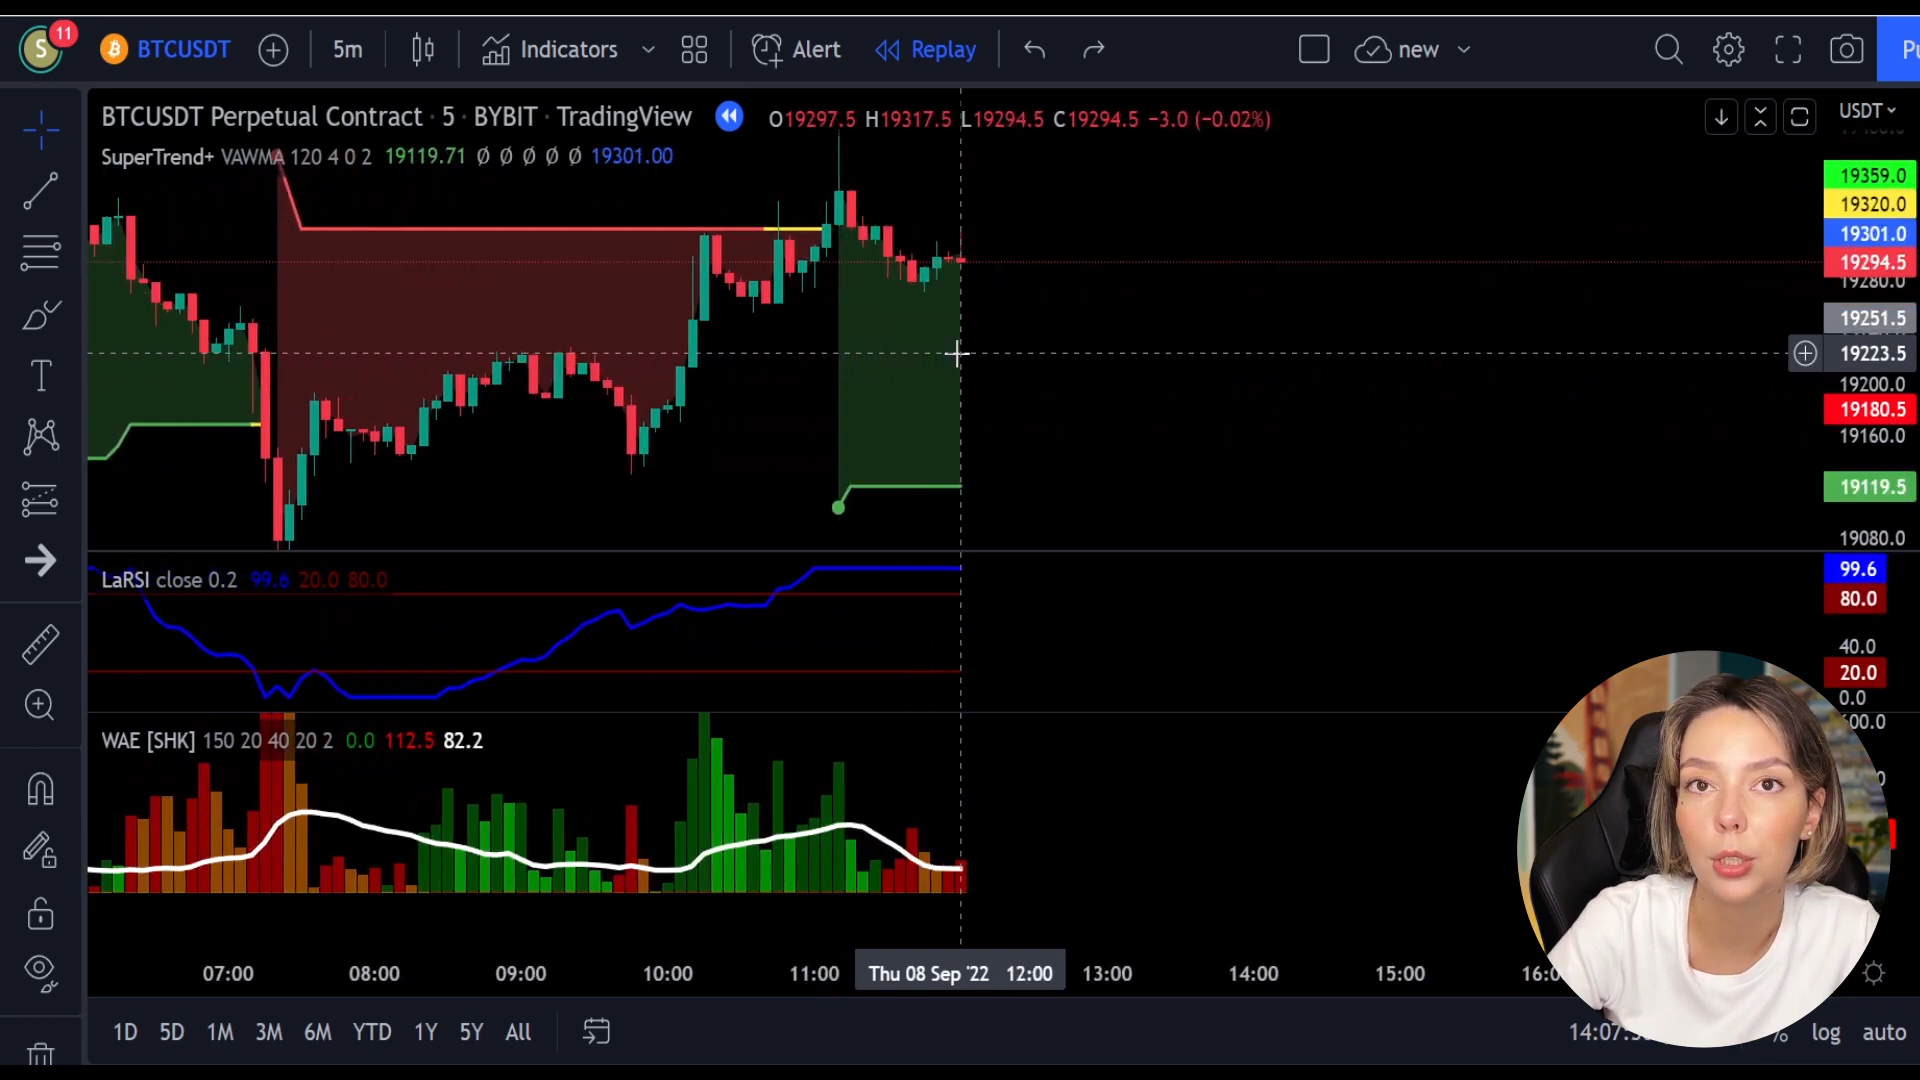 S 11 BTCUSDT 5m Indicators Alert Replay new Pu
BTCUSDT Perpetual Contract · 5 · BYBIT · TradingView O19297.5 H19317.5 L19294.5 C19294.5 −3.0 (−0.02%)
SuperTrend+ VAWMA 120 4 0 2 19119.71 Ø Ø Ø Ø Ø 19301.00
USDT
19359.0
19320.0
19301.0
19294.5
19280.0
19251.5
19223.5
19200.0
19180.5
19160.0
19119.5
19080.0
LaRSI close 0.2 99.6 20.0 80.0
99.6
80.0
40.0
20.0
0.0
WAE [SHK] 150 20 40 20 2 0.0 112.5 82.2
07:00 08:00 09:00 10:00 11:00 Thu 08 Sep '22 12:00 13:00 14:00 15:00
1D 5D 1M 3M 6M YTD 1Y 5Y All
% log auto